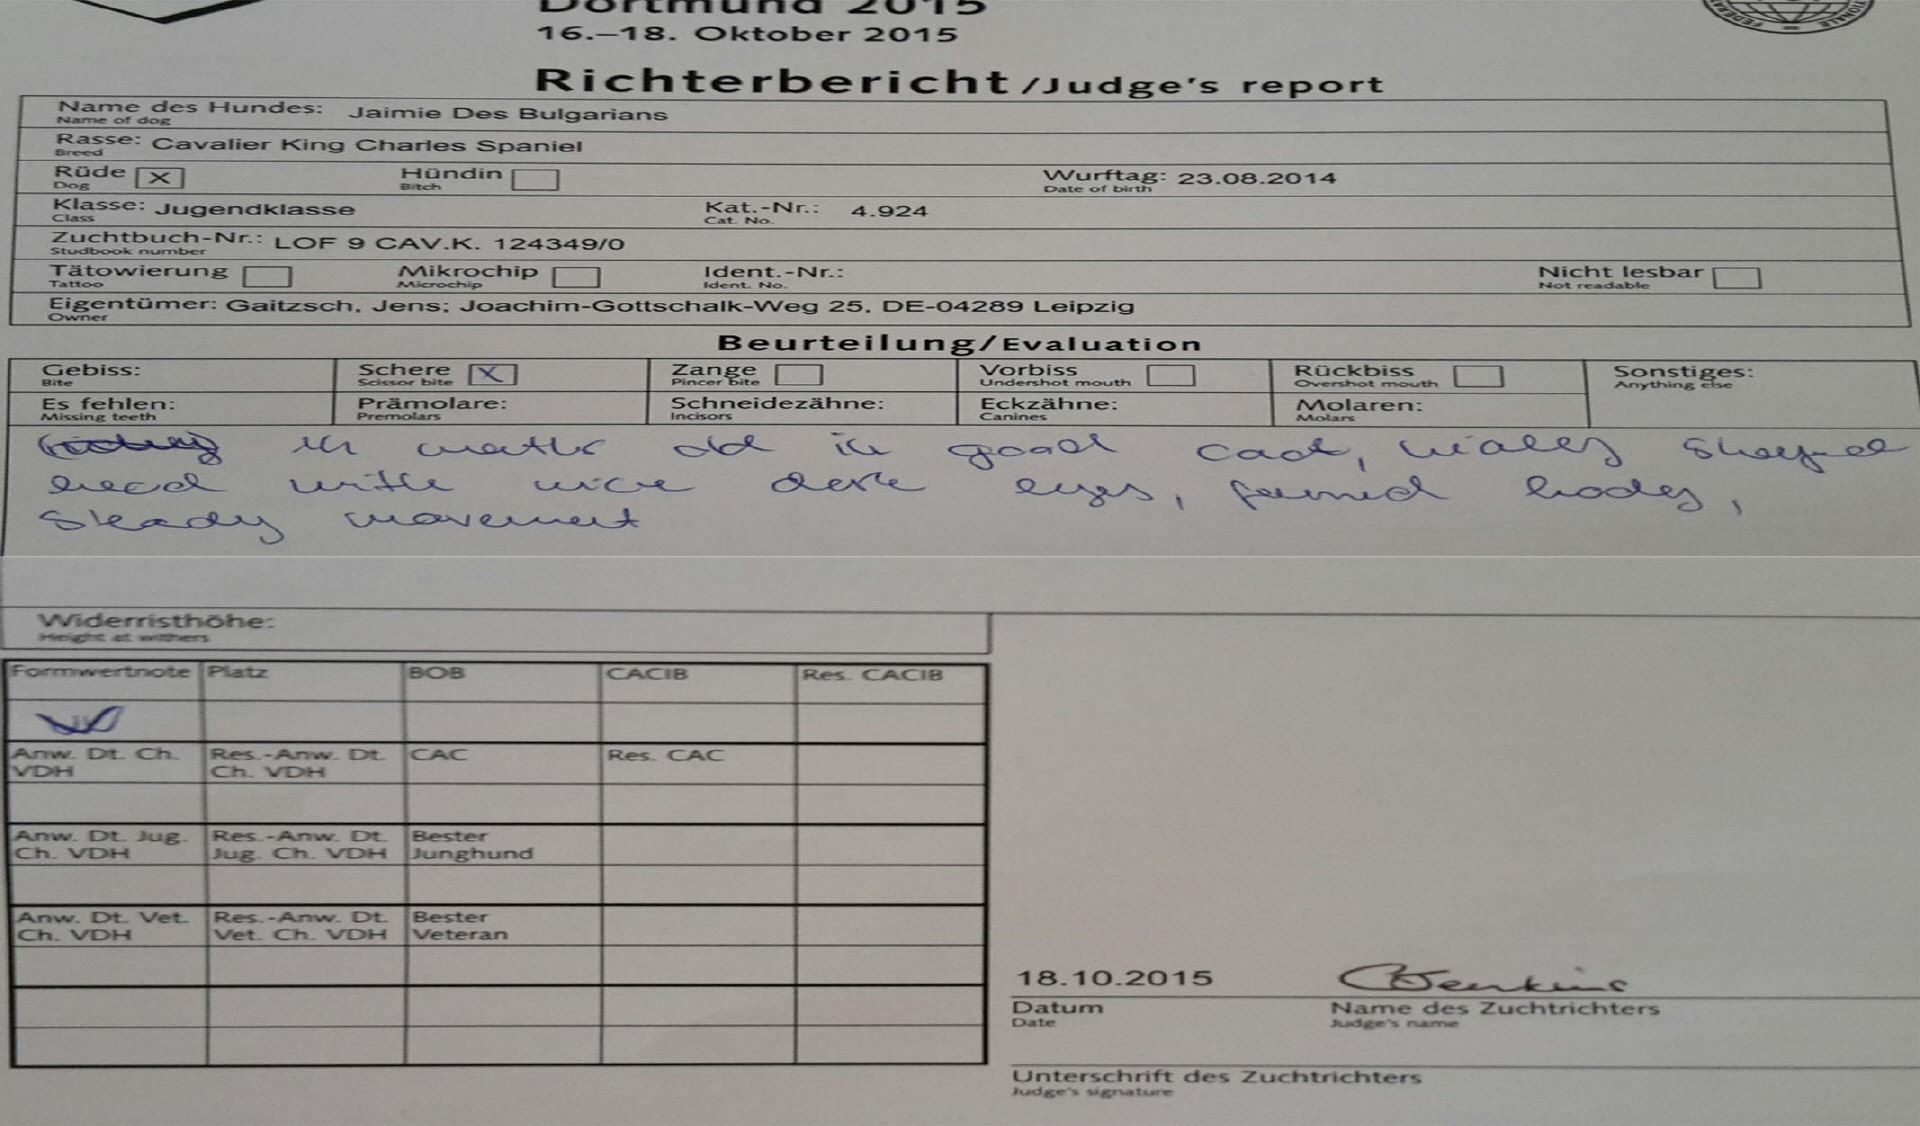 Dortmund 2015
16.–18. Oktober 2015
Richterbericht /Judge's report
Name des Hundes: Jaimie Des Bulgarians
Name of dog
Rasse: Cavalier King Charles Spaniel
Breed
Rüde X Hündin Wurftag: 23.08.2014
Dog Bitch Date of birth
Klasse: Jugendklasse Kat.-Nr.: 4.924
Class Cat. No.
Zuchtbuch-Nr.: LOF 9 CAV.K. 124349/0
Studbook number
Tätowierung Mikrochip Ident.-Nr.: Nicht lesbar
Tattoo Microchip Ident. No. Not readable
Eigentümer: Gaitzsch, Jens; Joachim-Gottschalk-Weg 25, DE-04289 Leipzig
Owner
Beurteilung/Evaluation
Gebiss: Schere X Zange Vorbiss Rückbiss Sonstiges:
Bite Scissor bite Pincer bite Undershot mouth Overshot mouth Anything else
Es fehlen: Prämolare: Schneidezähne: Eckzähne: Molaren:
Missing teeth Premolars Incisors Canines Molars
14 months old in good coat, nicely shaped
head with nice dark eyes, formed body,
steady movement
Widerristhöhe:
Height at withers
Formwertnote Platz BOB CACIB Res. CACIB
Anw. Dt. Ch. Res.-Anw. Dt. CAC Res. CAC
VDH Ch. VDH
Anw. Dt. Jug. Res.-Anw. Dt. Bester
Ch. VDH Jug. Ch. VDH Junghund
Anw. Dt. Vet. Res.-Anw. Dt. Bester
Ch. VDH Vet. Ch. VDH Veteran
18.10.2015 Jenkins
Datum Name des Zuchtrichters
Date Judge's name
Unterschrift des Zuchtrichters
Judge's signature